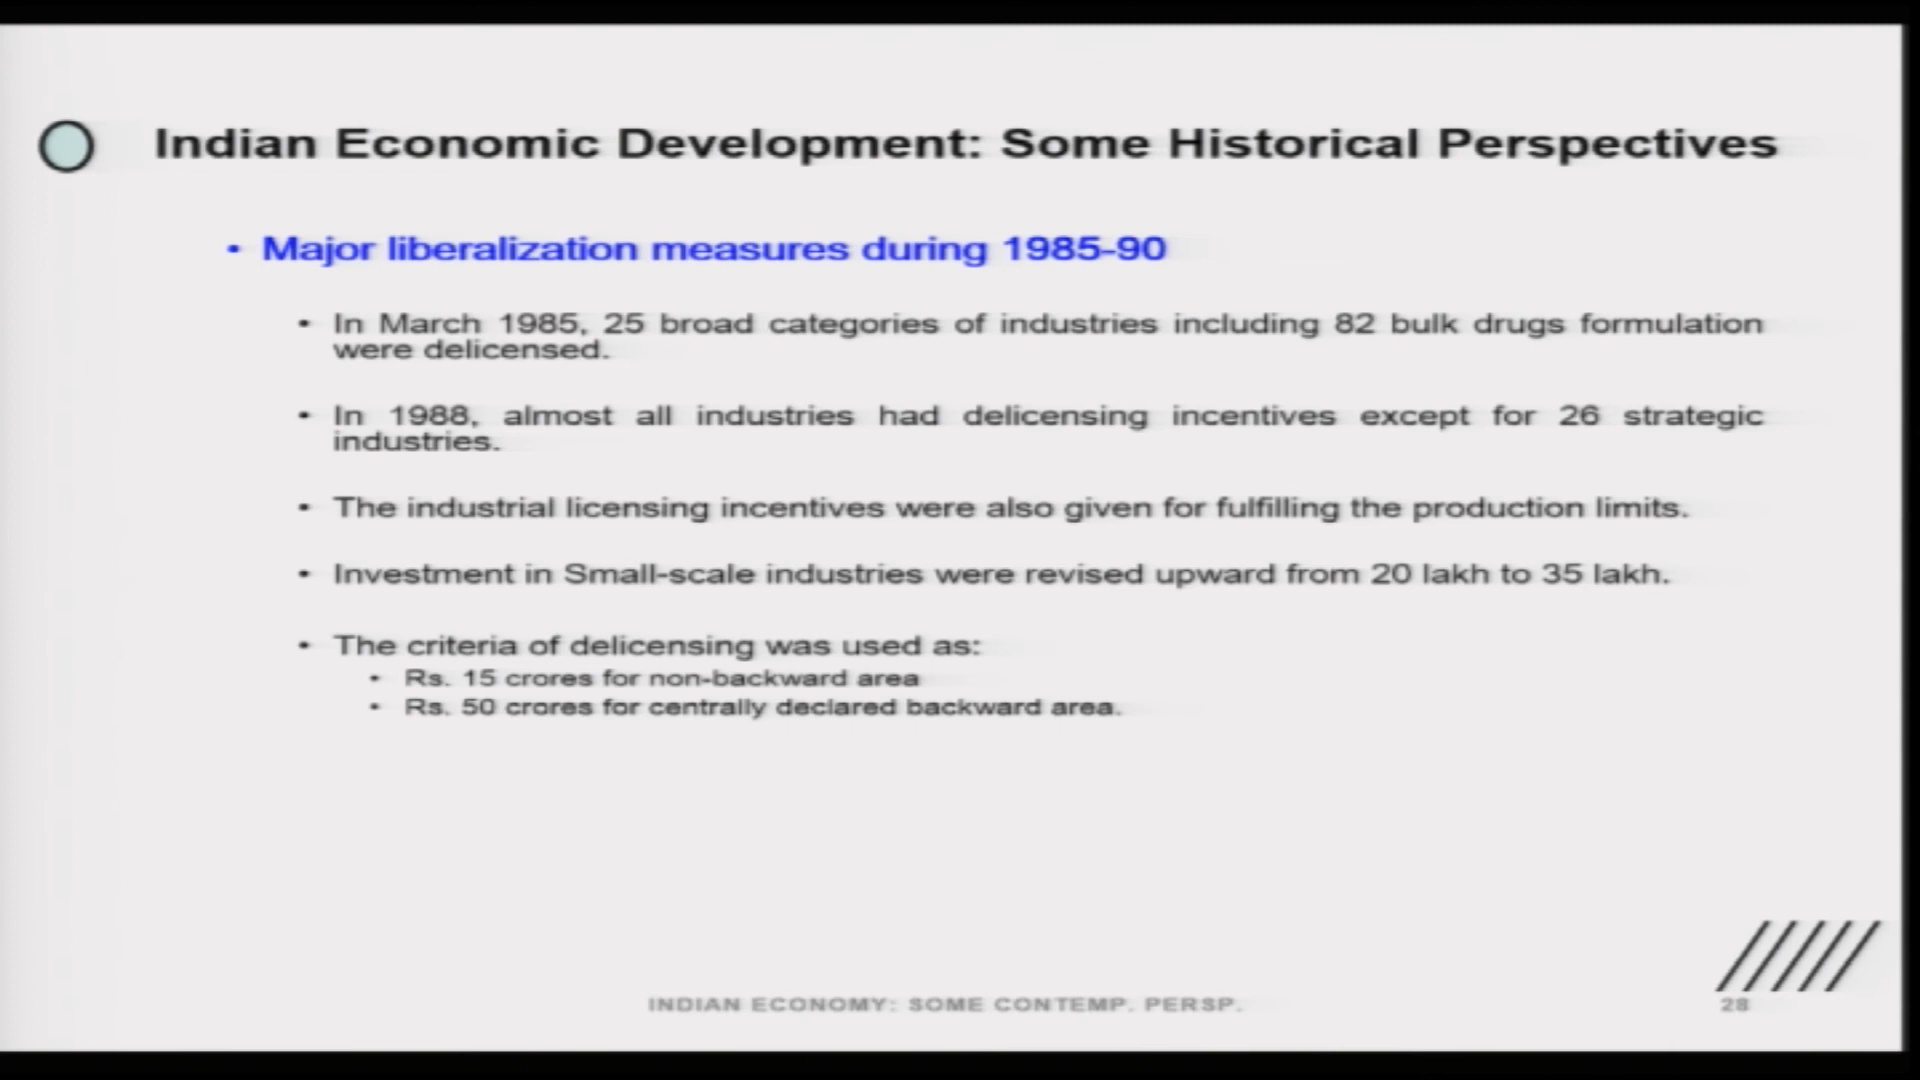 Indian Economic Development: Some Historical Perspectives
• Major liberalization measures during 1985-90
• In March 1985, 25 broad categories of industries including 82 bulk drugs formulation
were delicensed.
• In 1988, almost all industries had delicensing incentives except for 26 strategic
industries.
• The industrial licensing incentives were also given for fulfilling the production limits.
• Investment in Small-scale industries were revised upward from 20 lakh to 35 lakh.
• The criteria of delicensing was used as:
• Rs. 15 crores for non-backward area
• Rs. 50 crores for centrally declared backward area.
INDIAN ECONOMY: SOME CONTEMP. PERSP.
28